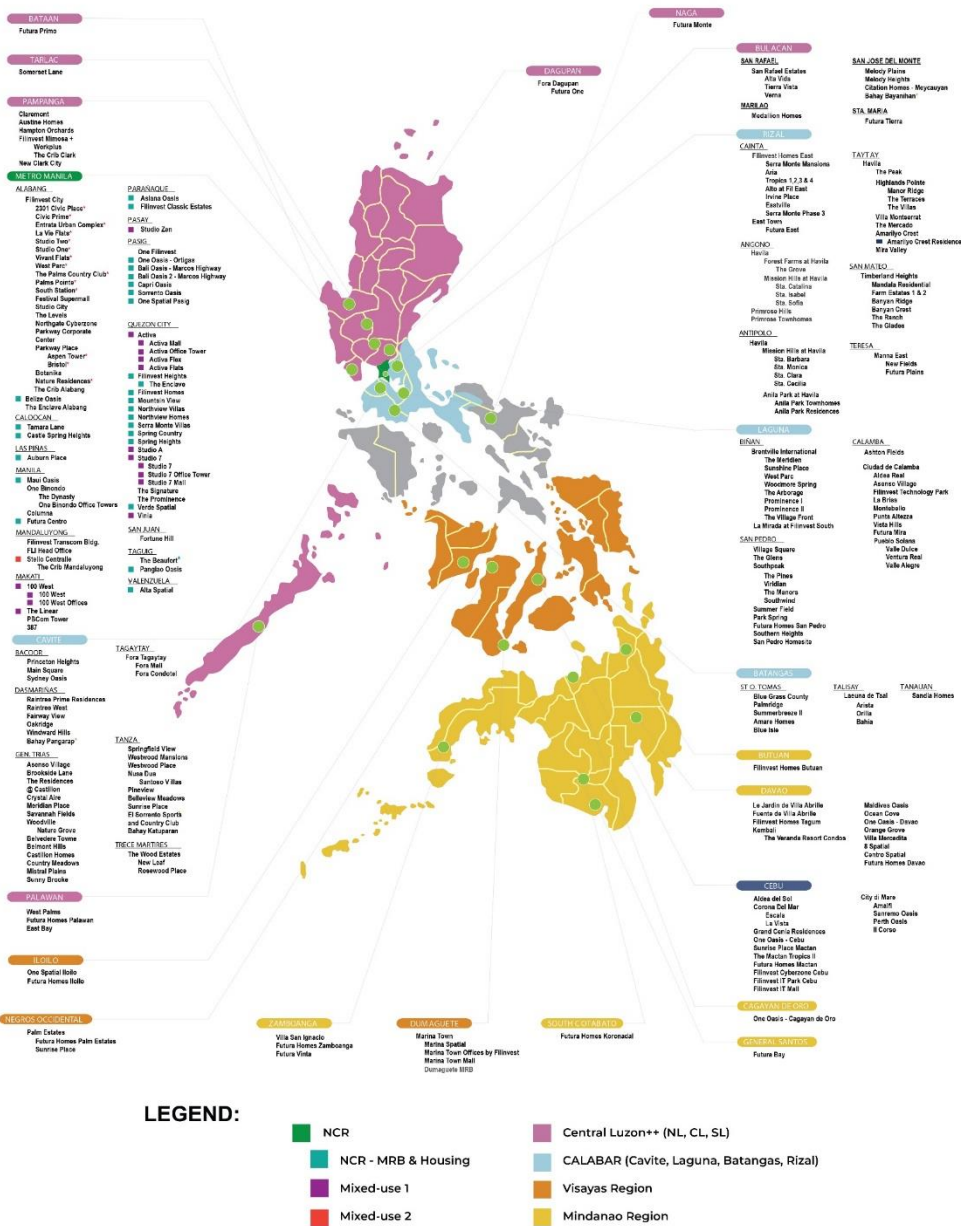 BATAAN
Futura Primo
TARLAC
Somerset Lane
PAMPANGA
Claremont
Austine Homes
Hampton Orchards
Filinvest Mimosa +
Workplus
The Crib Clark
New Clark City
METRO MANILA
ALABANG
Filinvest City
2301 Civic Place*
Civic Prime*
Entrata Urban Complex*
La Vie Flats*
Studio Two*
Studio One*
Vivant Flats*
West Parc*
The Palms Country Club*
Palms Pointe*
South Station*
Festival Supermall
Studio City
The Levels
Northgate Cyberzone
Parkway Corporate
Center
Parkway Place
Aspen Tower*
Bristol*
Botanika
Nature Residences*
The Crib Alabang
Belize Oasis
The Enclave Alabang
CALOOCAN
Tamara Lane
Castle Spring Heights
LAS PIÑAS
Auburn Place
MANILA
Maui Oasis
One Binondo
The Dynasty
One Binondo Office Towers
Columna
Futura Centro
MANDALUYONG
Filinvest Transcom Bldg.
FLI Head Office
Studio Centralle
The Crib Mandaluyong
MAKATI
100 West
100 West
100 West Offices
The Linear
PSCom Tower
387
PARAÑAQUE
Asiana Oasis
Filinvest Classic Estates
PASAY
Studio Zen
PASIG
One Filinvest
One Oasis - Ortigas
Bali Oasis - Marcos Highway
Bali Oasis 2 - Marcos Highway
Capri Oasis
Sorrento Oasis
One Spatial Pasig
QUEZON CITY
Activa
Activa Mall
Activa Office Tower
Activa Flex
Activa Flats
Filinvest Heights
The Enclave
Filinvest Homes
Mountain View
Northview Villas
Northview Homes
Serra Monte Villas
Spring Country
Spring Heights
Studio A
Studio 7
Studio 7
Studio 7 Office Tower
Studio 7 Mall
The Signature
The Prominence
Verde Spatial
Vinia
SAN JUAN
Fortune Hill
TAGUIG
The Beaufort*
Panglao Oasis
VALENZUELA
Alta Spatial
CAVITE
BACOOR
Princeton Heights
Main Square
Sydney Oasis
DASMARIÑAS
Raintree Prime Residences
Raintree West
Fairway View
Oakridge
Windward Hills
Bahay Pangarap
GEN. TRIAS
Asenso Village
Brookside Lane
The Residences
@ Castillon
Crystal Aire
Meridian Place
Savannah Fields
Woodville
Nature Grove
Belvedere Towne
Belmont Hills
Castillon Homes
Country Meadows
Mistral Plains
Sunny Brooke
TAGAYTAY
Fora Tagaytay
Fora Mall
Fora Condotel
TANZA
Springfield View
Westwood Mansions
Westwood Place
Nusa Dua
Santoso Villas
Pineview
Belleview Meadows
Sunrise Place
El Sorrento Sports
and Country Club
Bahay Katuparan
TRECE MARTIRES
The Wood Estates
New Leaf
Rosewood Place
PALAWAN
West Palms
Futura Homes Palawan
East Bay
ILOILO
One Spatial Iloilo
Futura Homes Iloilo
NEGROS OCCIDENTAL
Palm Estates
Futura Homes Palm Estates
Sunrise Place
ZAMBOANGA
Villa San Ignacio
Futura Homes Zamboanga
Futura Vinta
DUMAGUETE
Marina Town
Marina Spatial
Marina Town Offices by Filinvest
Marina Town Mall
Dumaguete MRB
SOUTH COTABATO
Futura Homes Koronadal
NAGA
Futura Monte
DAGUPAN
Fora Dagupan
Futura One
BULACAN
SAN RAFAEL
San Rafael Estates
Alta Vida
Tierra Vista
Verna
MARILAO
Medallion Homes
SAN JOSE DEL MONTE
Melody Plains
Melody Heights
Citation Homes - Meycauyan
Bahay Bayanihan
STA. MARIA
Futura Tierra
RIZAL
CAINTA
Filinvest Homes East
Serra Monte Mansions
Aria
Tropics 1,2,3 & 4
Alto at Fil East
Irvine Place
Eastville
Serra Monte Phase 3
East Town
Futura East
ANGONO
Havila
Forest Farms at Havila
The Grove
Mission Hills at Havila
Sta. Catalina
Sta. Isabel
Sta. Sofia
Primrose Hills
Primrose Townhomes
ANTIPOLO
Havila
Mission Hills at Havila
Sta. Barbara
Sta. Monica
Sta. Clara
Sta. Cecilia
Anila Park at Havila
Anila Park Townhomes
Anila Park Residences
TAYTAY
Havila
The Peak
Highlands Pointe
Manor Ridge
The Terraces
The Villas
Villa Montserrat
The Mercado
Amarilyo Crest
Amarilyo Crest Residence
Mira Valley
SAN MATEO
Timberland Heights
Mandala Residential
Farm Estates 1 & 2
Banyan Ridge
Banyan Crest
The Ranch
The Glades
TERESA
Manna East
New Fields
Futura Plains
LAGUNA
BIÑAN
Brentville International
The Meridien
Sunshine Place
West Parc
Woodmore Spring
The Arborage
Prominence I
Prominence II
The Village Front
La Mirada at Filinvest South
SAN PEDRO
Village Square
The Glens
Southpeak
The Pines
Viridian
The Manors
Southwind
Summer Field
Park Spring
Futura Homes San Pedro
Southern Heights
San Pedro Homesite
CALAMBA
Ashton Fields
Ciudad de Calamba
Aldea Real
Asenso Village
Filinvest Technology Park
La Brisa
Montebello
Punta Altezza
Vista Hills
Futura Mira
Pueblo Solana
Valle Dulce
Ventura Real
Valle Alegre
BATANGAS
STO. TOMAS
Blue Grass County
Palmridge
Summerbreeze II
Amare Homes
Blue Isle
TALISAY
Laeuna de Taal
Arista
Orilla
Bahia
TANAUAN
Sandia Homes
BUTUAN
Filinvest Homes Butuan
DAVAO
Le Jardin de Villa Abrille
Fuente de Villa Abrille
Filinvest Homes Tagum
Kembali
The Veranda Resort Condos
Maldives Oasis
Ocean Cove
One Oasis - Davao
Orange Grove
Villa Mercedita
8 Spatial
Centro Spatial
Futura Homes Davao
CEBU
Aldea del Sol
Corona Del Mar
Escala
La Vista
Grand Cenia Residences
One Oasis - Cebu
Sunrise Place Mactan
The Mactan Tropics II
Futura Homes Mactan
Filinvest Cyberzone Cebu
Filinvest IT Park Cebu
Filinvest IT Mall
City di Mare
Amalfi
Sanremo Oasis
Perth Oasis
Il Corso
CAGAYAN DE ORO
One Oasis - Cagayan de Oro
GENERAL SANTOS
Futura Bay
LEGEND:
NCR
NCR - MRB & Housing
Mixed-use 1
Mixed-use 2
Central Luzon++ (NL, CL, SL)
CALABAR (Cavite, Laguna, Batangas, Rizal)
Visayas Region
Mindanao Region